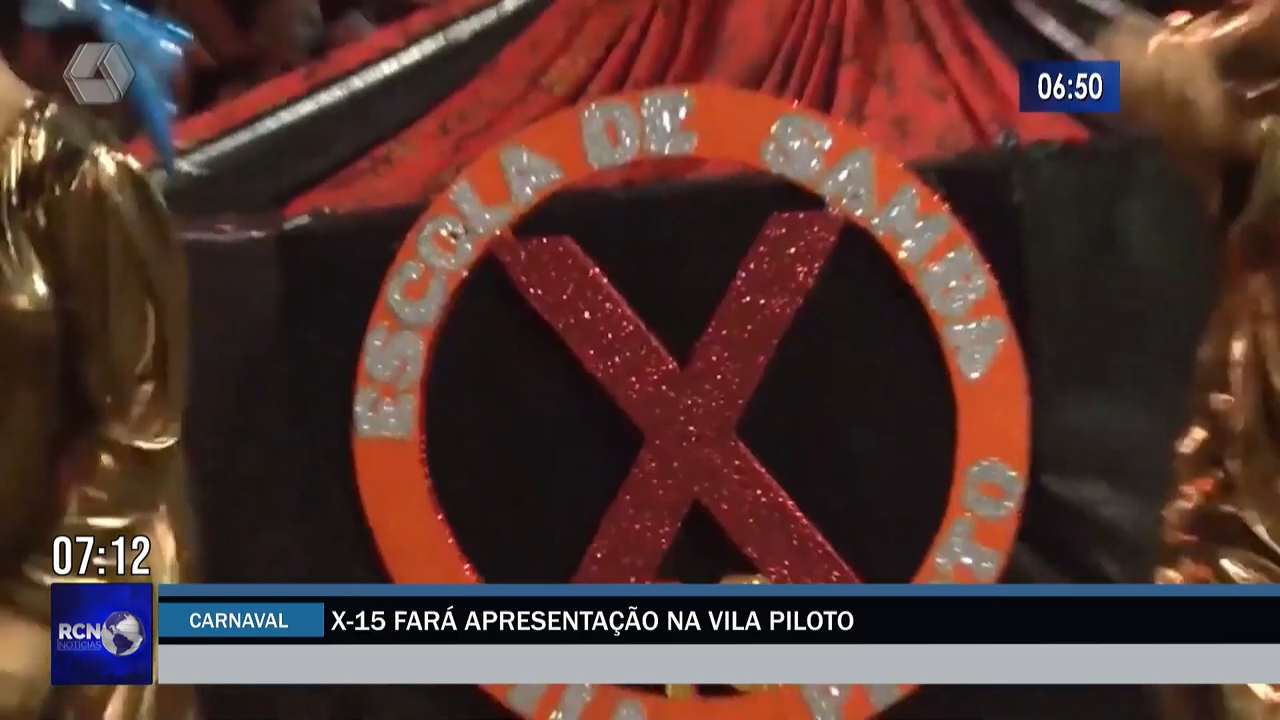 06:50
ESCOLA DE SAMBA
07:12
RCN
NOTÍCIAS
CARNAVAL
X-15 FARÁ APRESENTAÇÃO NA VILA PILOTO